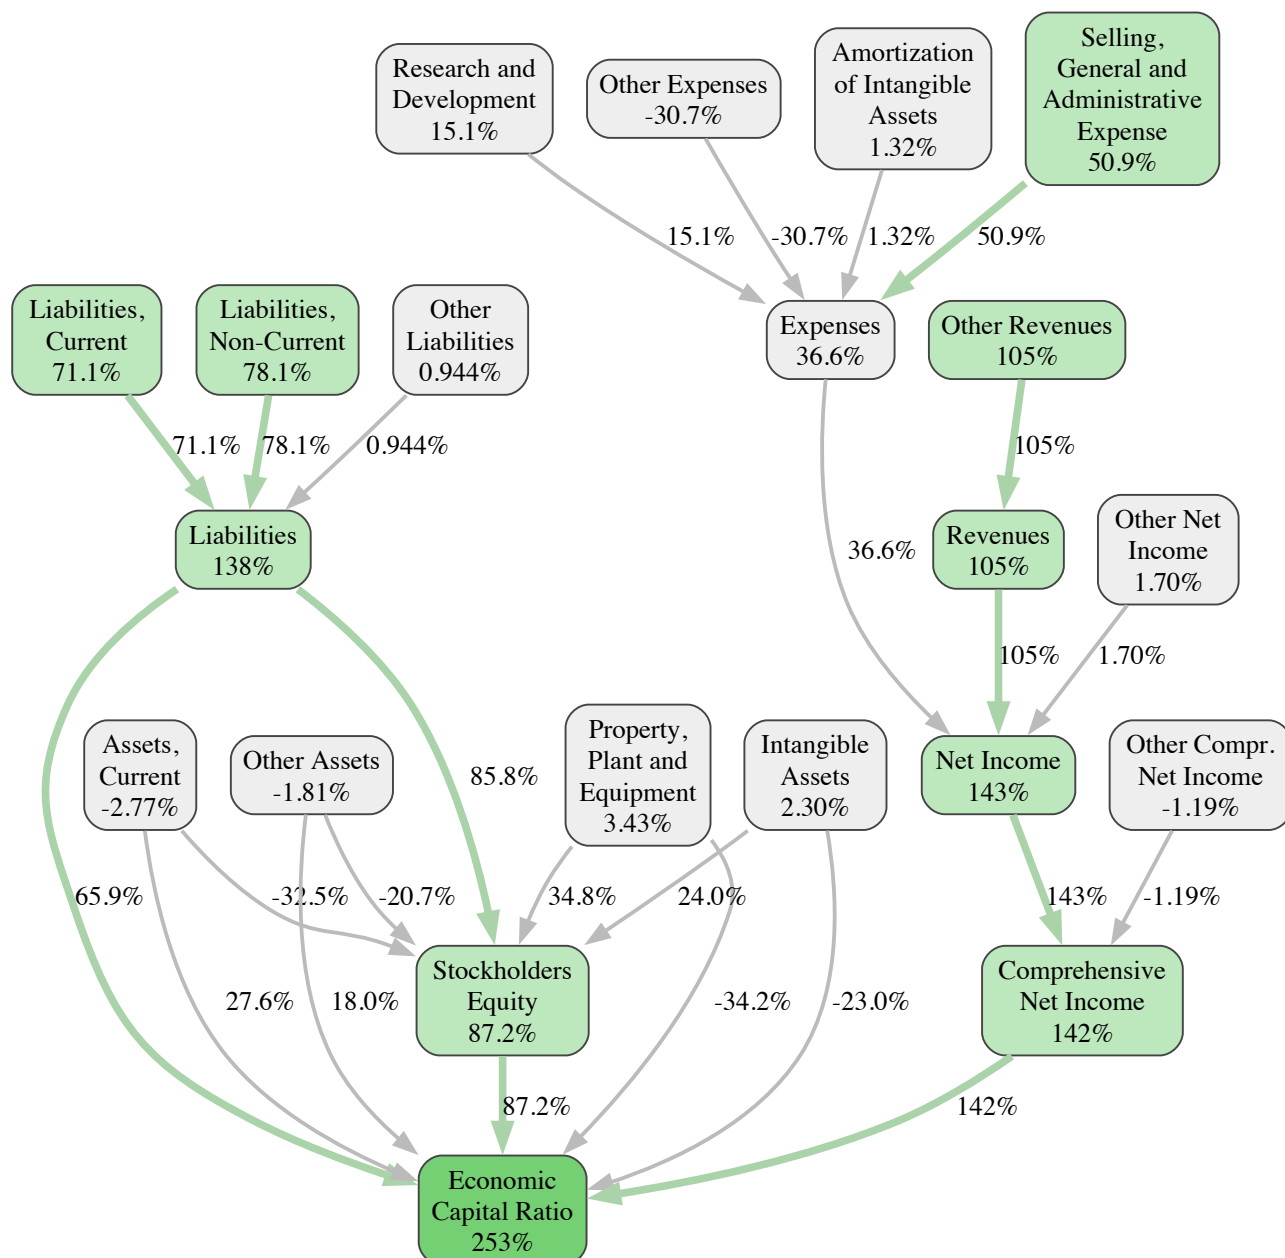 Research and
Development
15.1%
Other Expenses
-30.7%
Amortization
of Intangible
Assets
1.32%
Selling,
General and
Administrative
Expense
50.9%
15.1%
-30.7%
1.32%
50.9%
Liabilities,
Current
71.1%
Liabilities,
Non-Current
78.1%
Other
Liabilities
0.944%
Expenses
36.6%
Other Revenues
105%
71.1%
78.1%
0.944%
105%
Liabilities
138%
36.6%
Revenues
105%
Other Net
Income
1.70%
105%
1.70%
Assets,
Current
-2.77%
Other Assets
-1.81%
85.8%
Property,
Plant and
Equipment
3.43%
Intangible
Assets
2.30%
Net Income
143%
Other Compr.
Net Income
-1.19%
65.9%
-32.5%
-20.7%
34.8%
24.0%
143%
-1.19%
27.6%
18.0%
Stockholders
Equity
87.2%
-34.2%
-23.0%
Comprehensive
Net Income
142%
87.2%
142%
Economic
Capital Ratio
253%